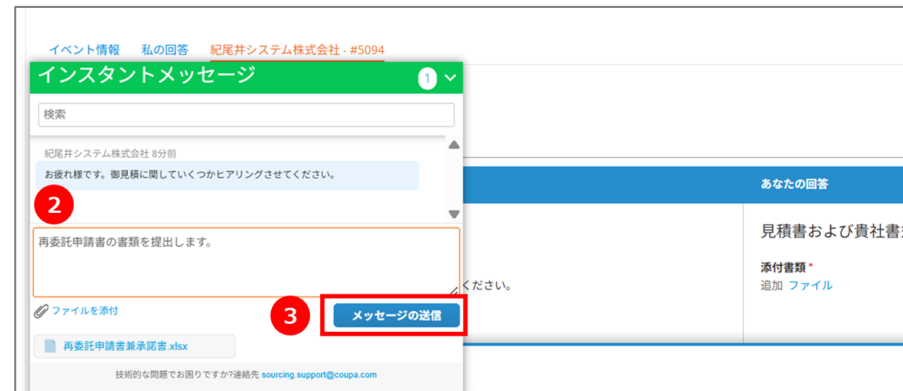 イベント情報 私の回答 紀尾井システム株式会社 - #5094
インスタントメッセージ 1
検索
紀尾井システム株式会社 8分前
お疲れ様です。御見積に関していくつかヒアリングさせてください。
2
再委託申請書の書類を提出します。
ファイルを添付
3
メッセージの送信
再委託申請書兼承諾書.xlsx
技術的な問題でお困りですか?連絡先 sourcing.support@coupa.com
ください。
あなたの回答
見積書および貴社書
添付書類 *
追加 ファイル